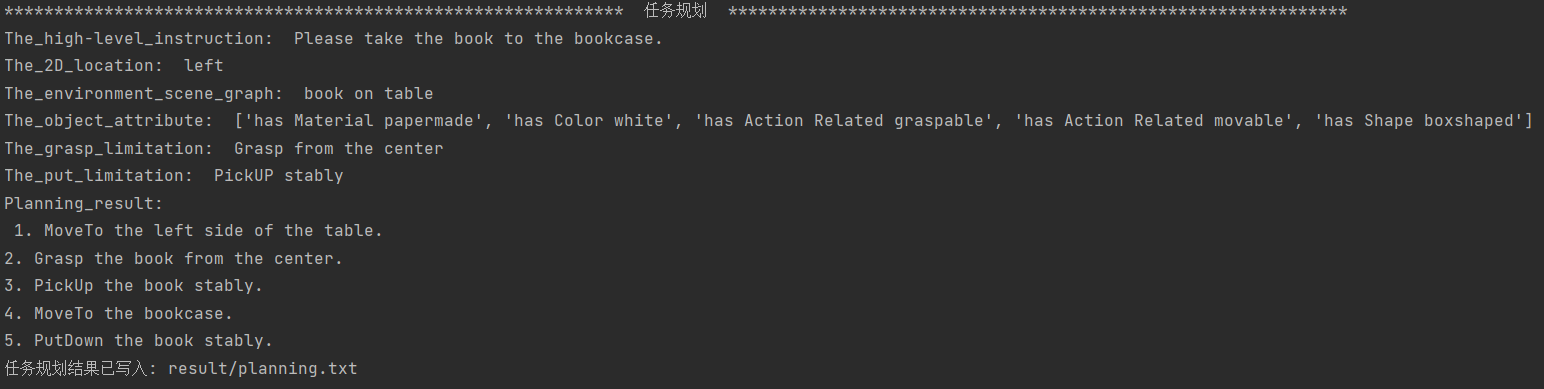 ************************************************************** 任务规划 **************************************************************
The_high-level_instruction:  Please take the book to the bookcase.
The_2D_location:  left
The_environment_scene_graph:  book on table
The_object_attribute:  ['has Material papermade', 'has Color white', 'has Action Related graspable', 'has Action Related movable', 'has Shape boxshaped']
The_grasp_limitation:  Grasp from the center
The_put_limitation:  PickUP stably
Planning_result:
 1. MoveTo the left side of the table.
2. Grasp the book from the center.
3. PickUp the book stably.
4. MoveTo the bookcase.
5. PutDown the book stably.
任务规划结果已写入: result/planning.txt